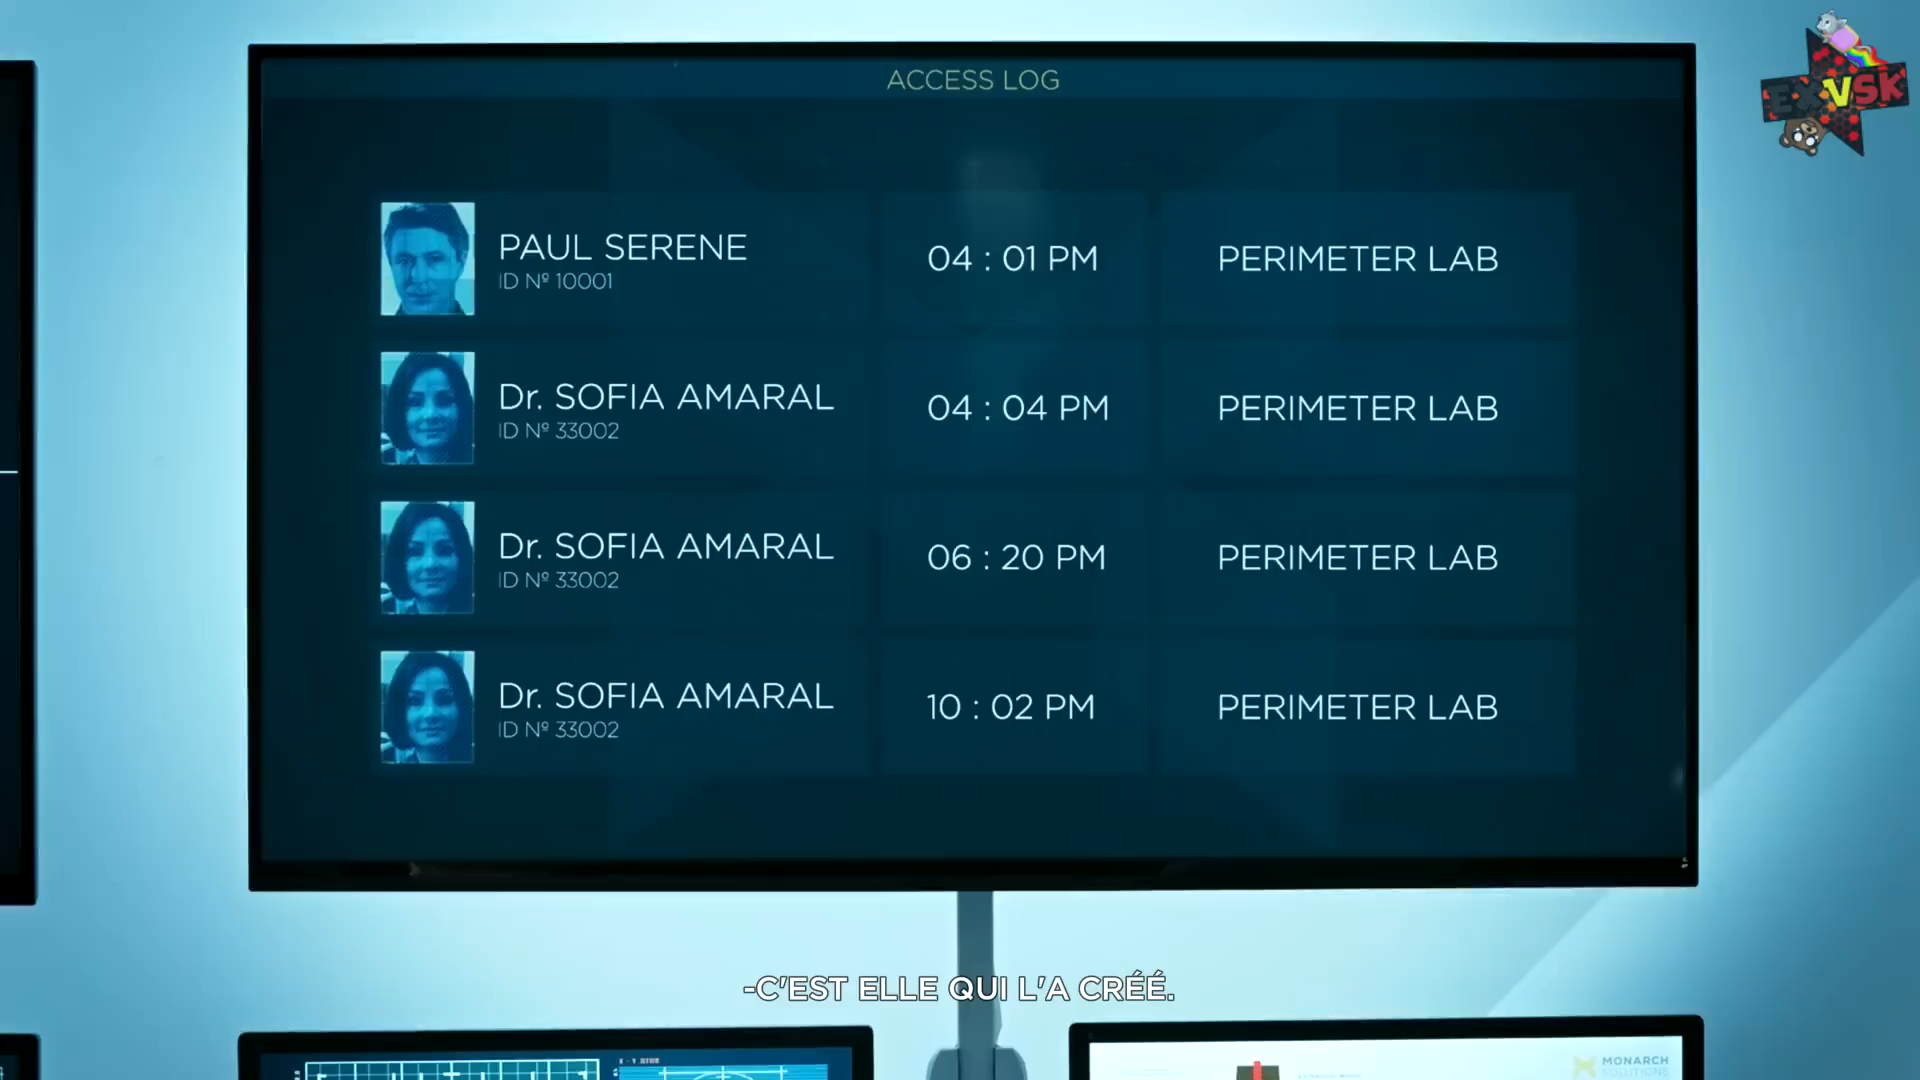 ACCESS LOG
EXVSK
PAUL SERENE
ID Nº 10001
04 : 01 PM
PERIMETER LAB
Dr. SOFIA AMARAL
ID Nº 33002
04 : 04 PM
PERIMETER LAB
Dr. SOFIA AMARAL
ID Nº 33002
06 : 20 PM
PERIMETER LAB
Dr. SOFIA AMARAL
ID Nº 33002
10 : 02 PM
PERIMETER LAB
-C'EST ELLE QUI L'A CRÉÉ.
MONARCH
SOLUTIONS